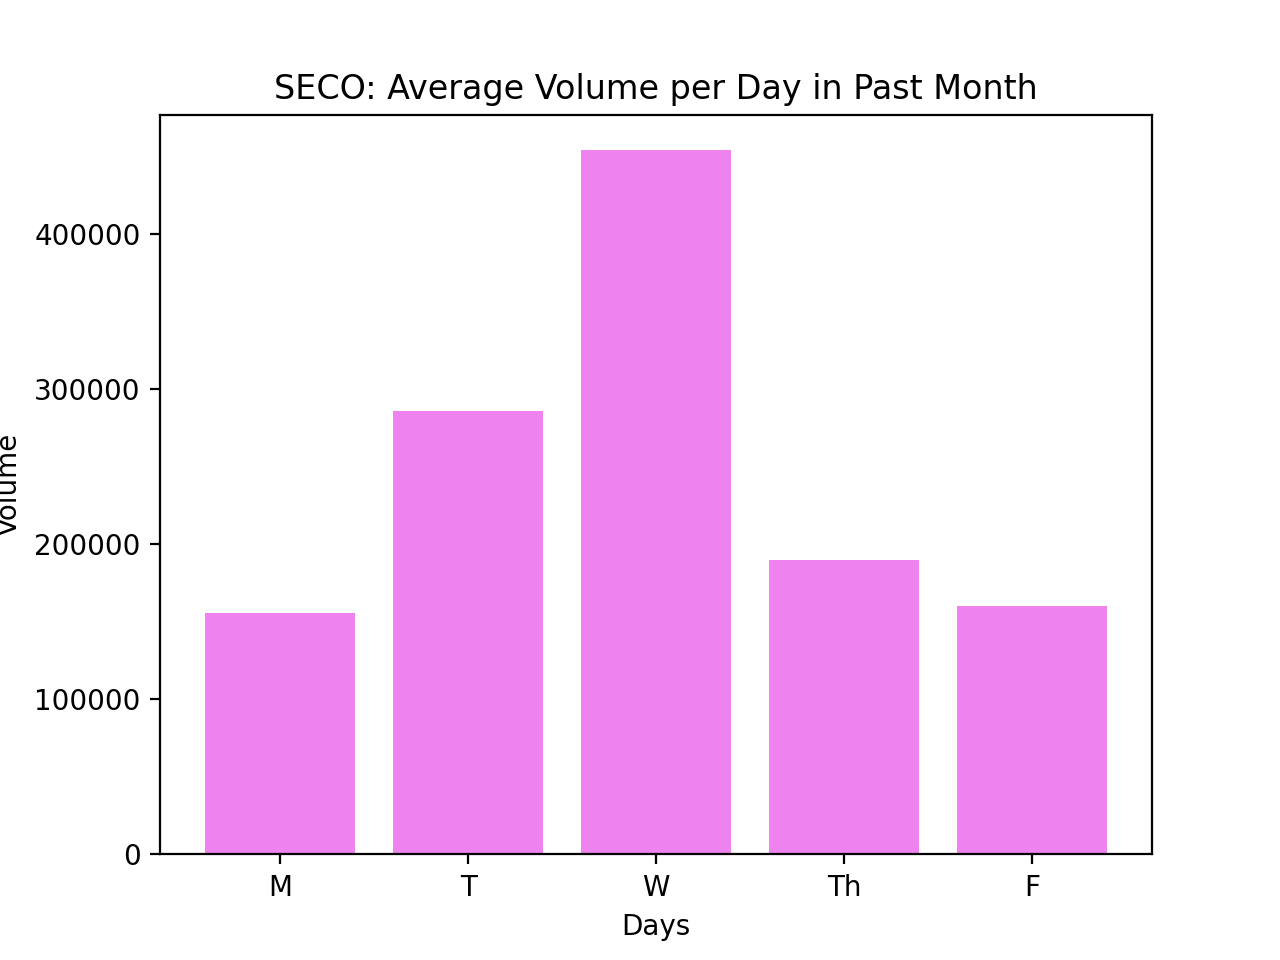 SECO: Average Volume per Day in Past Month
Volume
400000
300000
200000
100000
0
M T W Th F
Days